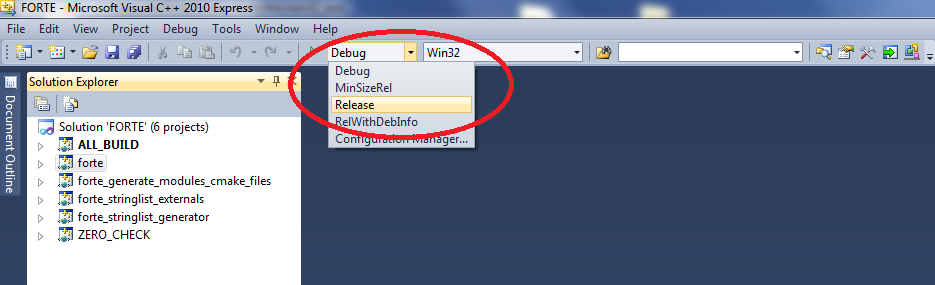 FORTE - Microsoft Visual C++ 2010 Express
File Edit View Project Debug Tools Window Help
Debug Win32
Solution Explorer
Debug
MinSizeRel
Release
RelWithDebInfo
Configuration Manager...
Document Outline
Solution 'FORTE' (6 projects)
ALL_BUILD
forte
forte_generate_modules_cmake_files
forte_stringlist_externals
forte_stringlist_generator
ZERO_CHECK